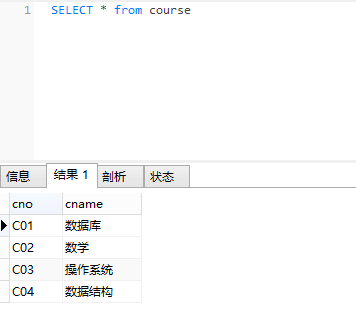 1 SELECT * from course
信息 结果 1 剖析 状态
cno cname
C01 数据库
C02 数学
C03 操作系统
C04 数据结构